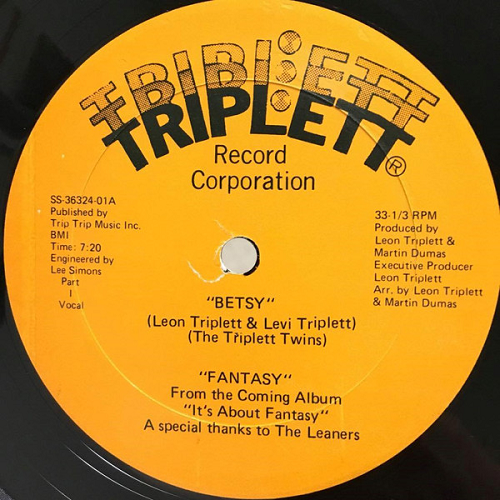 TRIPLETT
TRIPLETT®
Record
Corporation
SS-36324-01A
Published by
Trip Trip Music Inc.
BMI
Time: 7:20
Engineered by
Lee Simons
Part
I
Vocal
33-1/3 RPM
Produced by
Leon Triplett &
Martin Dumas
Executive Producer
Leon Triplett
Arr. by Leon Triplett
& Martin Dumas
"BETSY"
(Leon Triplett & Levi Triplett)
(The Triplett Twins)
"FANTASY"
From the Coming Album
"It's About Fantasy"
A special thanks to The Leaners